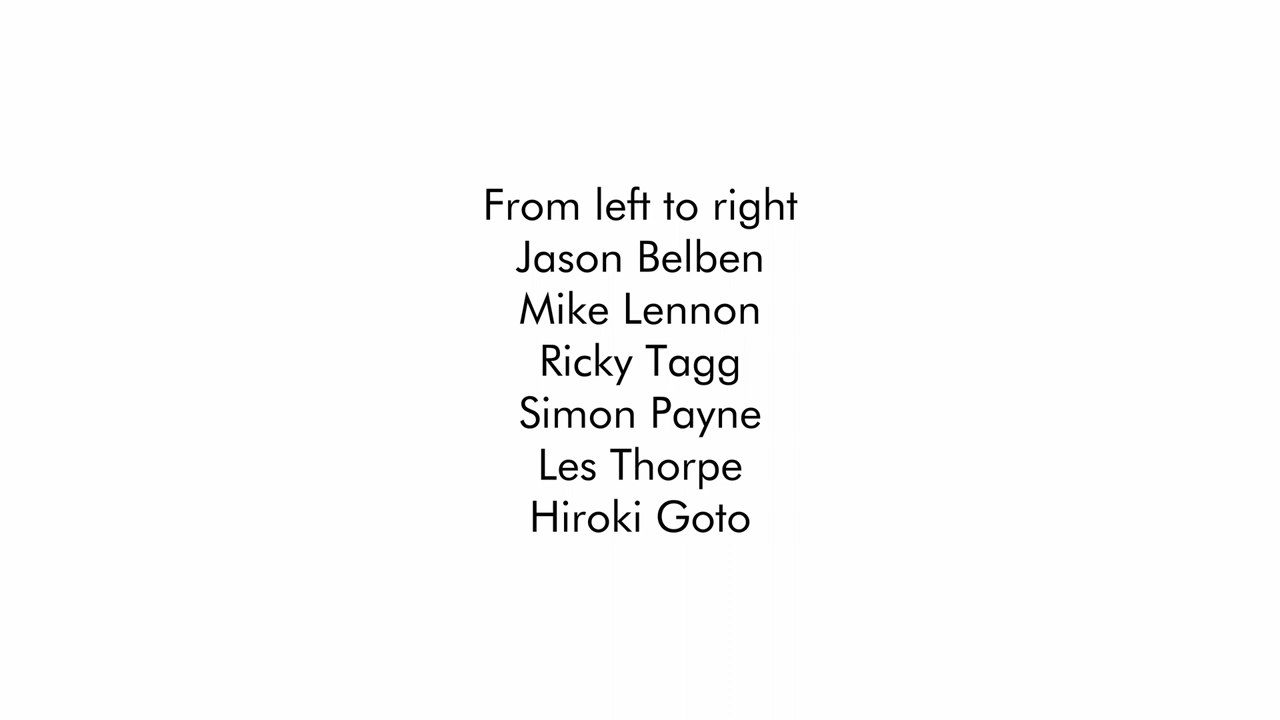 From left to right
Jason Belben
Mike Lennon
Ricky Tagg
Simon Payne
Les Thorpe
Hiroki Goto